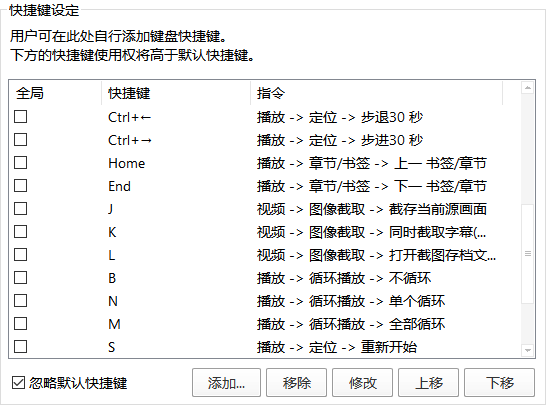 快捷键设定
用户可在此处自行添加键盘快捷键。
下方的快捷键使用权将高于默认快捷键。
全局 快捷键 指令
Ctrl+← 播放 -> 定位 -> 步退30 秒
Ctrl+→ 播放 -> 定位 -> 步进30 秒
Home 播放 -> 章节/书签 -> 上一 书签/章节
End 播放 -> 章节/书签 -> 下一 书签/章节
J 视频 -> 图像截取 -> 截存当前源画面
K 视频 -> 图像截取 -> 同时截取字幕(...
L 视频 -> 图像截取 -> 打开截图存档文...
B 播放 -> 循环播放 -> 不循环
N 播放 -> 循环播放 -> 单个循环
M 播放 -> 循环播放 -> 全部循环
S 播放 -> 定位 -> 重新开始
忽略默认快捷键 添加... 移除 修改 上移 下移